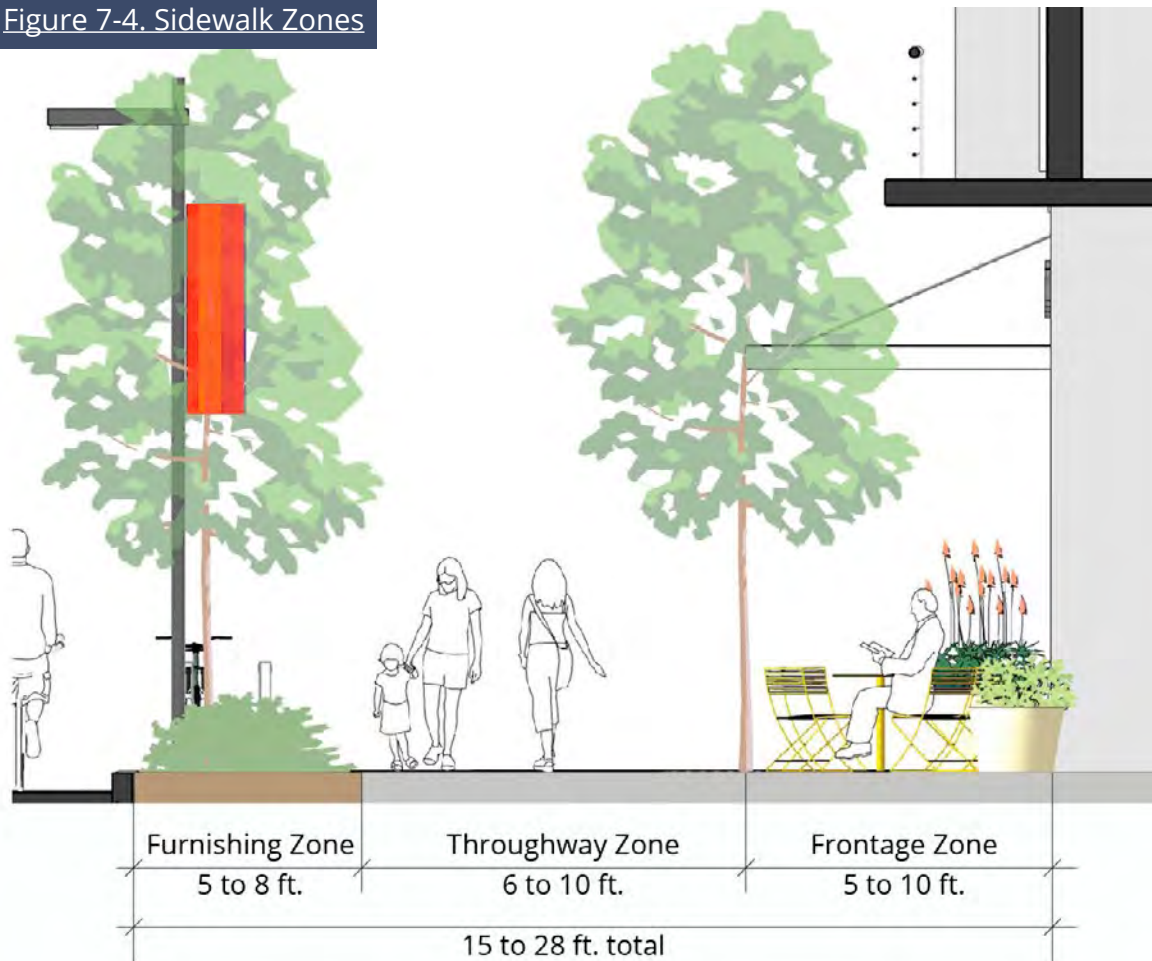 Figure 7-4. Sidewalk Zones
Furnishing Zone
Throughway Zone
Frontage Zone
5 to 8 ft.
6 to 10 ft.
5 to 10 ft.
15 to 28 ft. total